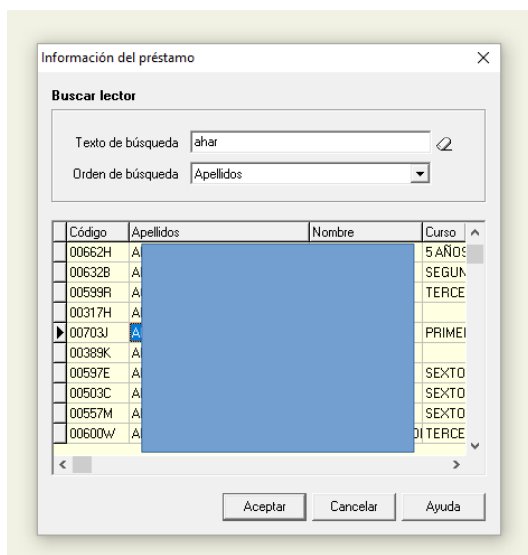 Información del préstamo
Buscar lector
Texto de búsqueda ahar
Orden de búsqueda Apellidos
Código Apellidos Nombre Curso
00662H 5 AÑOS
00632B SEGUN
00599R TERCE
00317H
00703J PRIMEI
00389K
00597E SEXTO
00503C SEXTO
00557M SEXTO
00600W TERCE
Aceptar Cancelar Ayuda